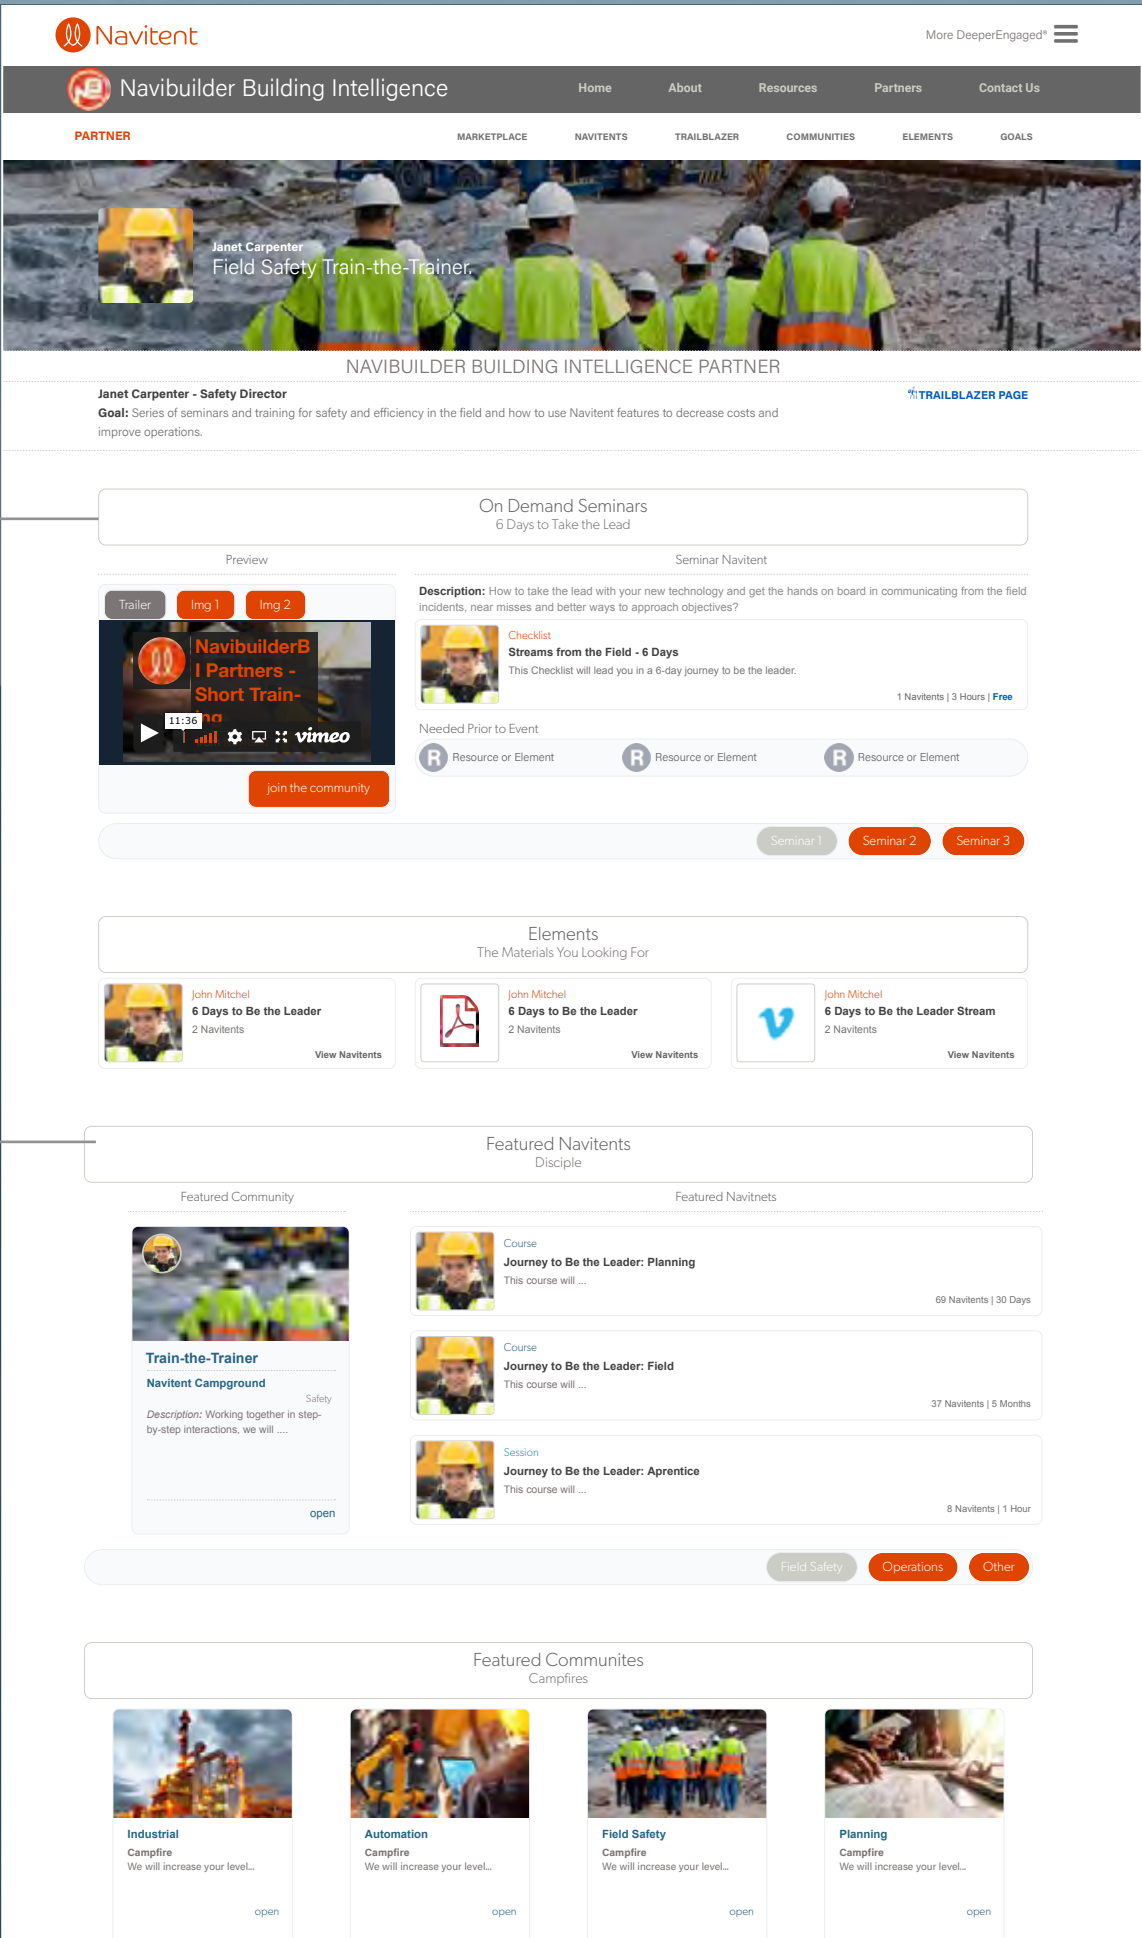 Navitent
More DeeperEngaged®
Navibuilder Building Intelligence
Home About Resources Partners Contact Us
PARTNER
MARKETPLACE NAVITENTS TRAILBLAZER COMMUNITIES ELEMENTS GOALS
Janet Carpenter
Field Safety Train-the-Trainer.
NAVIBUILDER BUILDING INTELLIGENCE PARTNER
Janet Carpenter - Safety Director
TRAILBLAZER PAGE
Goal: Series of seminars and training for safety and efficiency in the field and how to use Navitent features to decrease costs and
improve operations.
On Demand Seminars
6 Days to Take the Lead
Preview
Seminar Navitent
Trailer Img 1 Img 2
NavibuilderB
I Partners -
Short Train-
ing
11:36
vimeo
join the community
Description: How to take the lead with your new technology and get the hands on board in communicating from the field
incidents, near misses and better ways to approach objectives?
Checklist
Streams from the Field - 6 Days
This Checklist will lead you in a 6-day journey to be the leader.
1 Navitents | 3 Hours | Free
Needed Prior to Event
R Resource or Element R Resource or Element R Resource or Element
Seminar 1 Seminar 2 Seminar 3
Elements
The Materials You Looking For
John Mitchel
6 Days to Be the Leader
2 Navitents
View Navitents
John Mitchel
6 Days to Be the Leader
2 Navitents
View Navitents
John Mitchel
6 Days to Be the Leader Stream
2 Navitents
View Navitents
Featured Navitents
Disciple
Featured Community
Featured Navitnets
Train-the-Trainer
Navitent Campground
Safety
Description: Working together in step-
by-step interactions, we will ....
open
Course
Journey to Be the Leader: Planning
This course will ...
69 Navitents | 30 Days
Course
Journey to Be the Leader: Field
This course will ...
37 Navitents | 5 Months
Session
Journey to Be the Leader: Aprentice
This course will ...
8 Navitents | 1 Hour
Field Safety Operations Other
Featured Communites
Campfires
Industrial
Campfire
We will increase your level...
open
Automation
Campfire
We will increase your level...
open
Field Safety
Campfire
We will increase your level...
open
Planning
Campfire
We will increase your level...
open